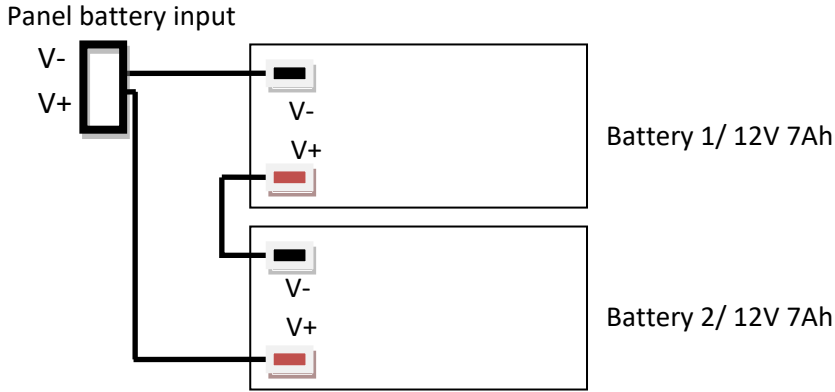 Panel battery input
V-
V+
V-
V+
Battery 1/ 12V 7Ah
V-
V+
Battery 2/ 12V 7Ah